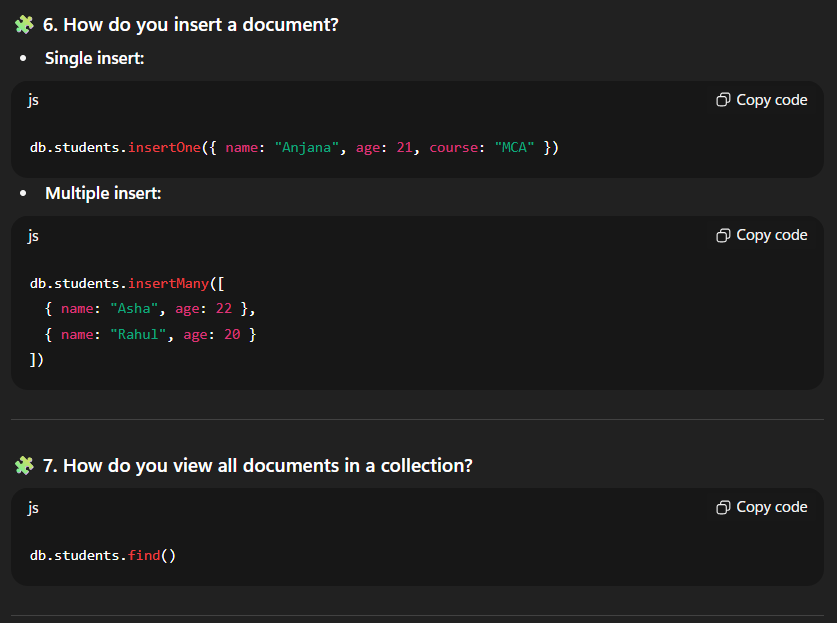 🧩 6. How do you insert a document?
• Single insert:
js
Copy code
db.students.insertOne({ name: "Anjana", age: 21, course: "MCA" })
• Multiple insert:
js
Copy code
db.students.insertMany([
  { name: "Asha", age: 22 },
  { name: "Rahul", age: 20 }
])
🧩 7. How do you view all documents in a collection?
js
Copy code
db.students.find()